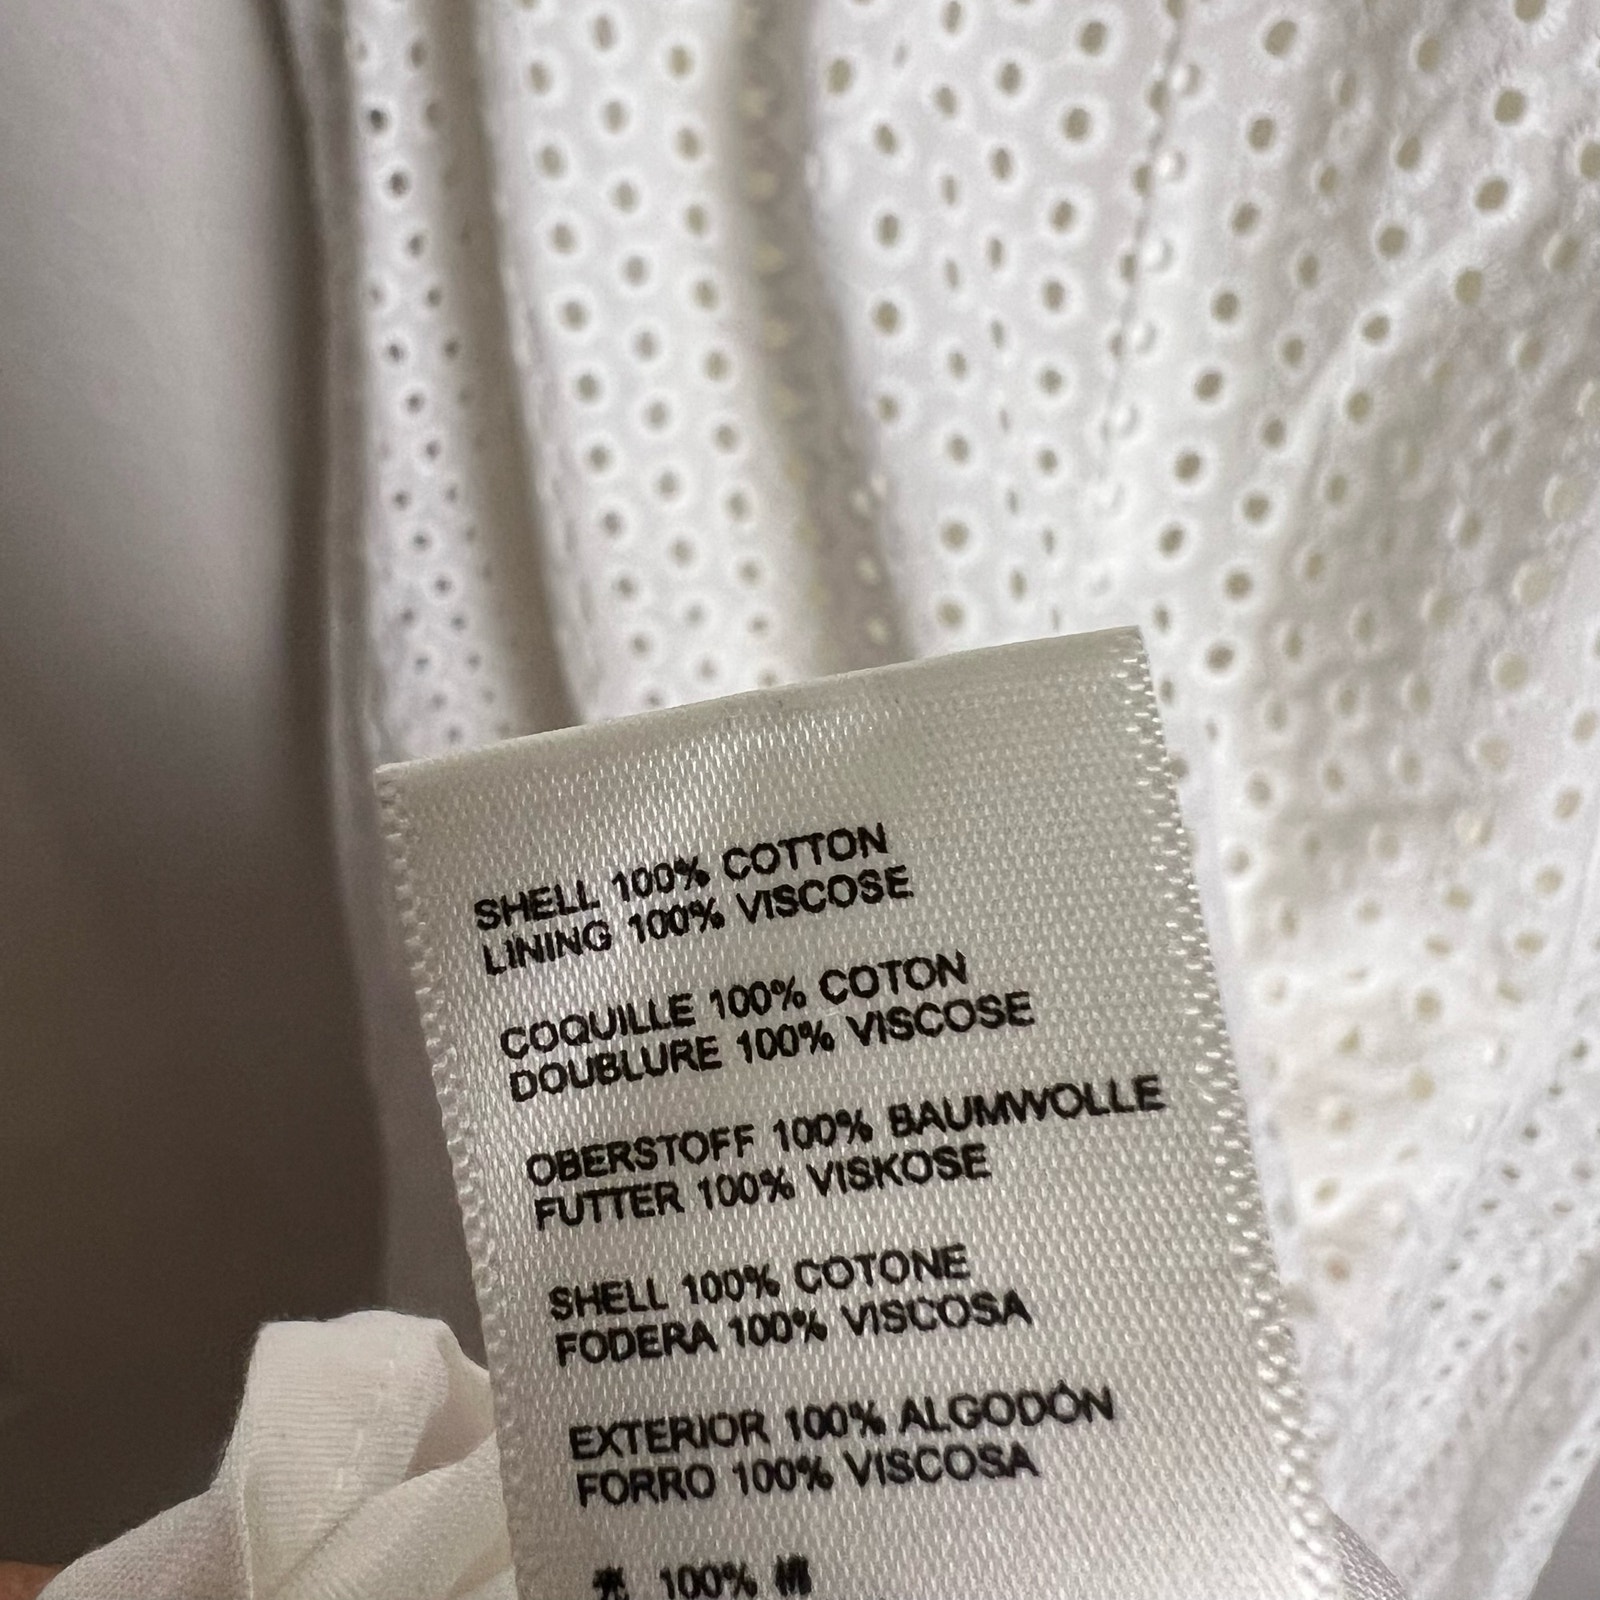 SHELL 100% COTTON
LINING 100% VISCOSE
COQUILLE 100% COTON
DOUBLURE 100% VISCOSE
OBERSTOFF 100% BAUMWOLLE
FUTTER 100% VISKOSE
SHELL 100% COTONE
FODERA 100% VISCOSA
EXTERIOR 100% ALGODÓN
FORRO 100% VISCOSA
100%